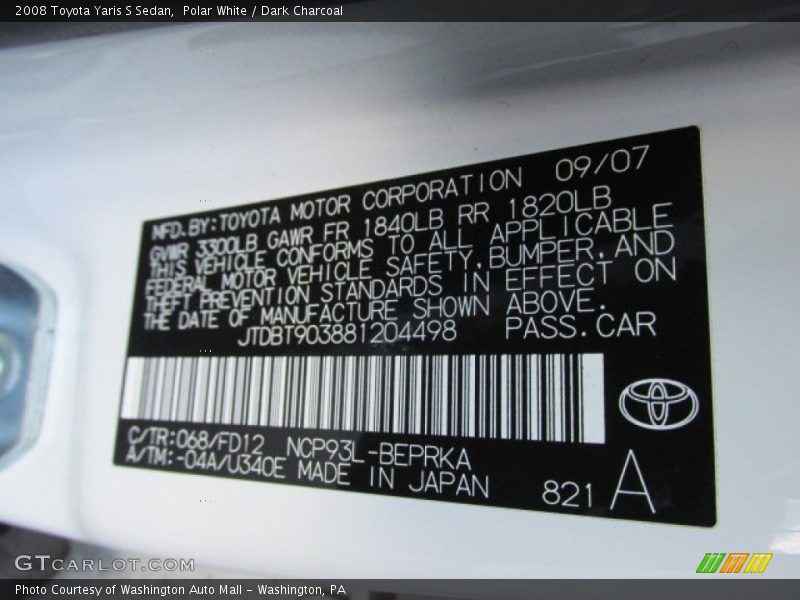 2008 Toyota Yaris S Sedan,  Polar White / Dark Charcoal
MFD.BY:TOYOTA MOTOR CORPORATION 09/07
GVWR 3300LB GAWR FR 1840LB RR 1820LB
THIS VEHICLE CONFORMS TO ALL APPLICABLE
FEDERAL MOTOR VEHICLE SAFETY,BUMPER,AND
THEFT PREVENTION STANDARDS IN EFFECT ON
THE DATE OF MANUFACTURE SHOWN ABOVE.
JTDBT903881204498 PASS.CAR
C/TR:068/FD12 NCP93L-BEPRKA
A/TM:-04A/U340E MADE IN JAPAN
821 A
GTCARLOT.COM
Photo Courtesy of Washington Auto Mall - Washington, PA